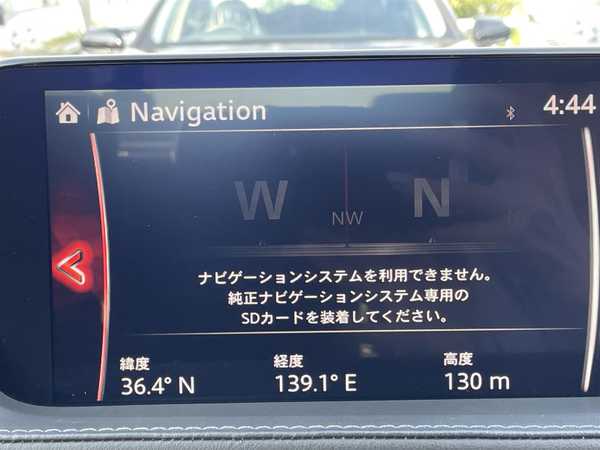 Navigation
4:44
W NW N
ナビゲーションシステムを利用できません。
純正ナビゲーションシステム専用の
SDカードを装着してください。
緯度 経度 高度
36.4° N 139.1° E 130 m